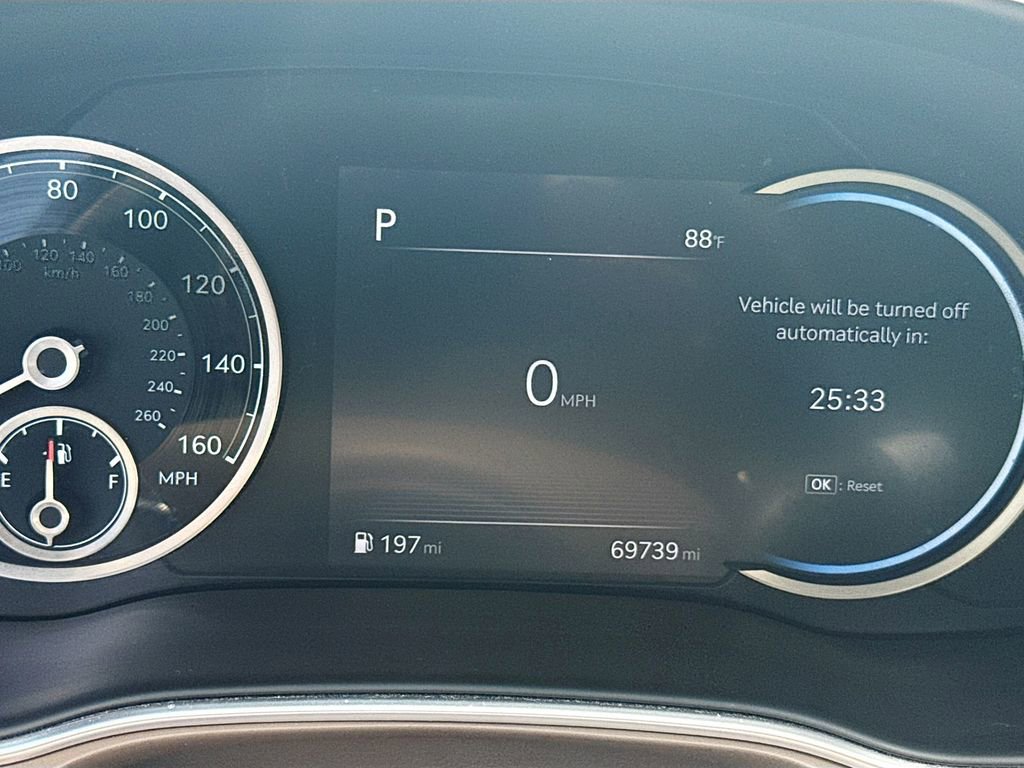 80
100
120
140
160
MPH
100
120
140
160
km/h
180
200
220
240
260
E
F
P
88°F
0 MPH
197 mi
69739 mi
Vehicle will be turned off
automatically in:
25:33
OK : Reset